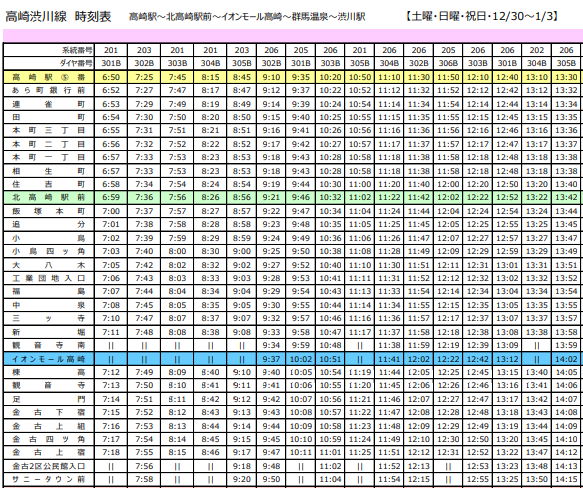 高崎渋川線 時刻表 高崎駅～北高崎駅前～イオンモール高崎～群馬温泉～渋川駅 【土曜・日曜・祝日・12/30～1/3】
系統番号 201 203 201 201 203 206 205 206 203 206 206 205 206 206 203 206
ダイヤ番号
高崎駅⑤番 6:50 7:25 7:45 8:15 8:45 9:10 9:35 10:20 10:50 11:10 11:30 11:50 12:10 12:40 13:10 13:30
あら町銀行前 6:52 7:27 7:47 8:17 8:47 9:12 9:37 10:22 10:52 11:12 11:32 11:52 12:12 12:42 13:12 13:32
連雀町 6:53 7:29 7:49 8:19 8:49 9:14 9:39 10:24 10:54 11:14 11:34 11:54 12:14 12:44 13:14 13:34
田町 6:54 7:30 7:50 8:20 8:50 9:15 9:40 10:25 10:55 11:15 11:35 11:55 12:15 12:45 13:15 13:35
本町三丁目 6:55 7:31 7:51 8:21 8:51 9:16 9:41 10:26 10:56 11:16 11:36 11:56 12:16 12:46 13:16 13:36
本町二丁目 6:56 7:32 7:52 8:22 8:52 9:17 9:42 10:27 10:57 11:17 11:37 11:57 12:17 12:47 13:17 13:37
本町一丁目 6:57 7:33 7:53 8:23 8:53 9:18 9:43 10:28 10:58 11:18 11:38 11:58 12:18 12:48 13:18 13:38
相生町 6:57 7:33 7:53 8:23 8:53 9:18 9:43 10:28 10:58 11:18 11:38 11:58 12:18 12:48 13:18 13:38
住吉町 6:58 7:34 7:54 8:24 8:54 9:19 9:44 10:30 11:00 11:20 11:40 12:00 12:20 12:50 13:20 13:40
北高崎駅前 6:59 7:36 7:56 8:26 8:56 9:21 9:46 10:32 11:02 11:22 11:42 12:02 12:22 12:52 13:22 13:42
飯塚本町 7:00 7:37 7:57 8:27 8:57 9:22 9:47 10:34 11:04 11:24 11:44 12:04 12:24 12:54 13:24 13:44
追分 7:01 7:38 7:58 8:28 8:58 9:23 9:48 10:35 11:05 11:25 11:45 12:05 12:25 12:55 13:25 13:45
小島 7:02 7:39 7:59 8:29 8:59 9:24 9:49 10:36 11:06 11:26 11:47 12:07 12:27 12:57 13:27 13:47
小島四ッ角 7:03 7:40 8:00 8:30 9:00 9:25 9:50 10:38 11:08 11:28 11:49 12:09 12:29 12:59 13:29 13:49
大八木 7:05 7:42 8:02 8:32 9:02 9:27 9:52 10:40 11:10 11:30 11:51 12:11 12:31 13:01 13:31 13:51
工業団地入口 7:06 7:43 8:03 8:33 9:03 9:28 9:53 10:41 11:11 11:31 11:52 12:12 12:32 13:02 13:32 13:52
福島 7:07 7:44 8:04 8:34 9:04 9:29 9:54 10:43 11:13 11:33 11:54 12:14 12:34 13:04 13:34 13:54
中泉 7:08 7:45 8:05 8:35 9:05 9:30 9:55 10:44 11:14 11:34 11:55 12:15 12:35 13:05 13:35 13:55
三ッ寺 7:10 7:47 8:07 8:37 9:07 9:32 9:57 10:46 11:16 11:36 11:57 12:17 12:37 13:07 13:37 13:57
新堀 7:11 7:48 8:08 8:38 9:08 9:33 9:58 10:47 11:17 11:37 11:58 12:18 12:38 13:08 13:38 13:58
観音寺南 || || || || || 9:34 9:59 10:48 || 11:38 11:59 12:19 12:39 13:09 || 13:59
イオンモール高崎 || || || || || 9:37 10:02 10:51 || 11:41 12:02 12:22 12:42 13:12 || 14:02
棟高 7:12 7:49 8:09 8:40 9:10 9:40 10:05 10:54 11:19 11:44 12:05 12:25 12:45 13:15 13:40 14:05
観音寺 7:13 7:50 8:10 8:41 9:11 9:41 10:06 10:55 11:20 11:45 12:06 12:26 12:46 13:16 13:41 14:06
足門 7:14 7:51 8:11 8:42 9:12 9:42 10:07 10:56 11:21 11:46 12:07 12:27 12:47 13:17 13:42 14:07
金古下宿 7:15 7:52 8:12 8:43 9:13 9:43 10:08 10:57 11:22 11:47 12:08 12:28 12:48 13:18 13:43 14:08
金古上宿 7:16 7:53 8:13 8:44 9:14 9:44 10:09 10:58 11:23 11:48 12:09 12:29 12:49 13:19 13:44 14:09
金古四ツ角 7:17 7:54 8:14 8:45 9:15 9:45 10:10 10:59 11:24 11:49 12:10 12:30 12:50 13:20 13:45 14:10
金古上宿 7:18 7:55 8:15 8:46 9:17 9:47 10:11 11:01 11:25 11:51 12:12 12:31 12:52 13:22 13:47 14:12
金古2区公民館入口 || 7:56 || || 9:18 9:48 || 11:02 || 11:52 12:13 || 12:53 13:23 13:48 14:13
サニータウン前 || 7:58 || || 9:20 9:50 || 11:04 || 11:54 12:15 || 12:55 13:25 13:50 14:15